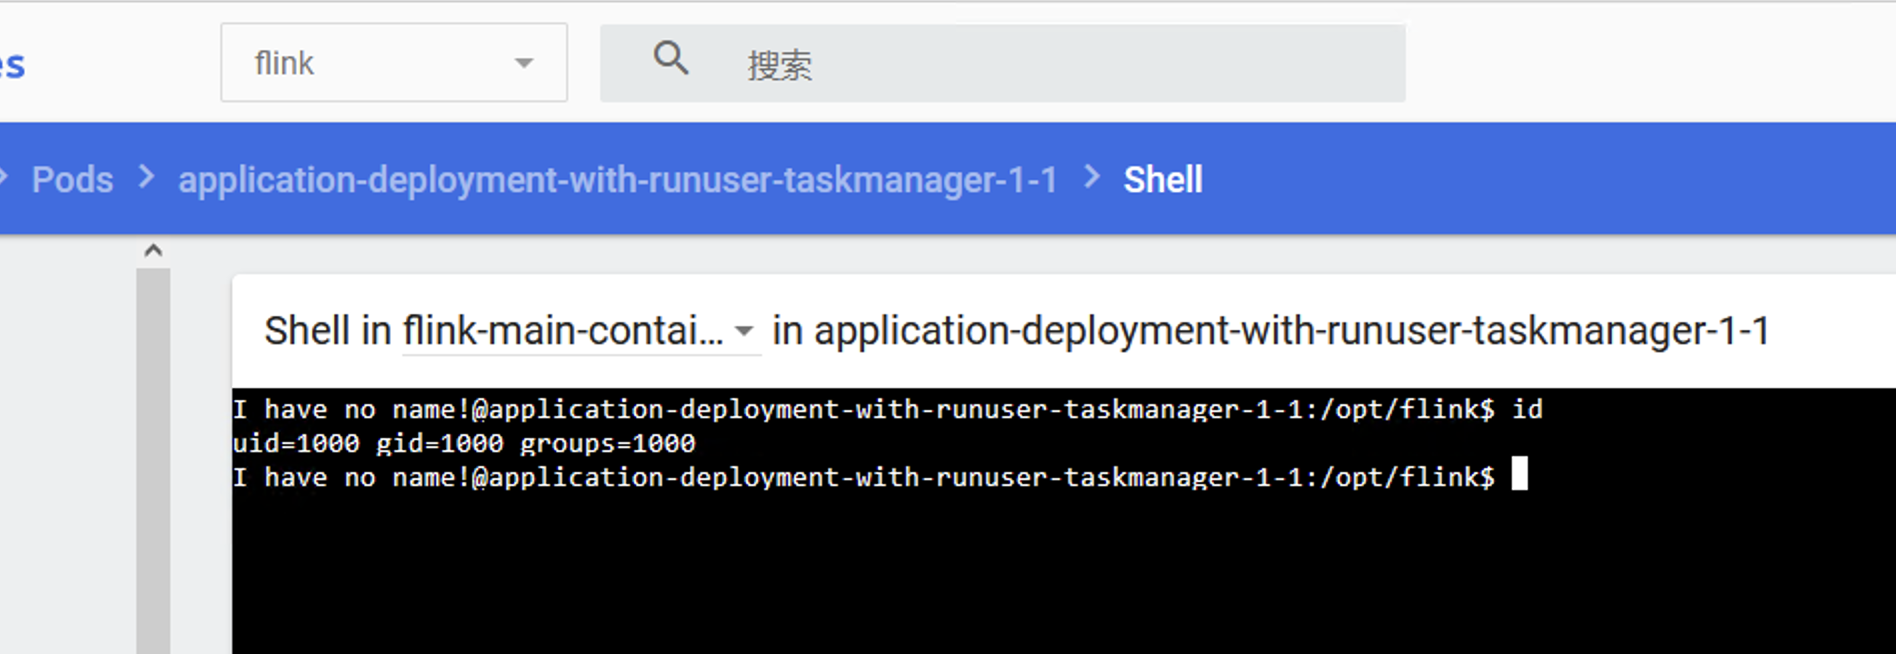 es
flink
搜索
Pods
application-deployment-with-runuser-taskmanager-1-1
Shell
Shell in flink-main-contai... in application-deployment-with-runuser-taskmanager-1-1
I have no name!@application-deployment-with-runuser-taskmanager-1-1:/opt/flink$ id
uid=1000 gid=1000 groups=1000
I have no name!@application-deployment-with-runuser-taskmanager-1-1:/opt/flink$